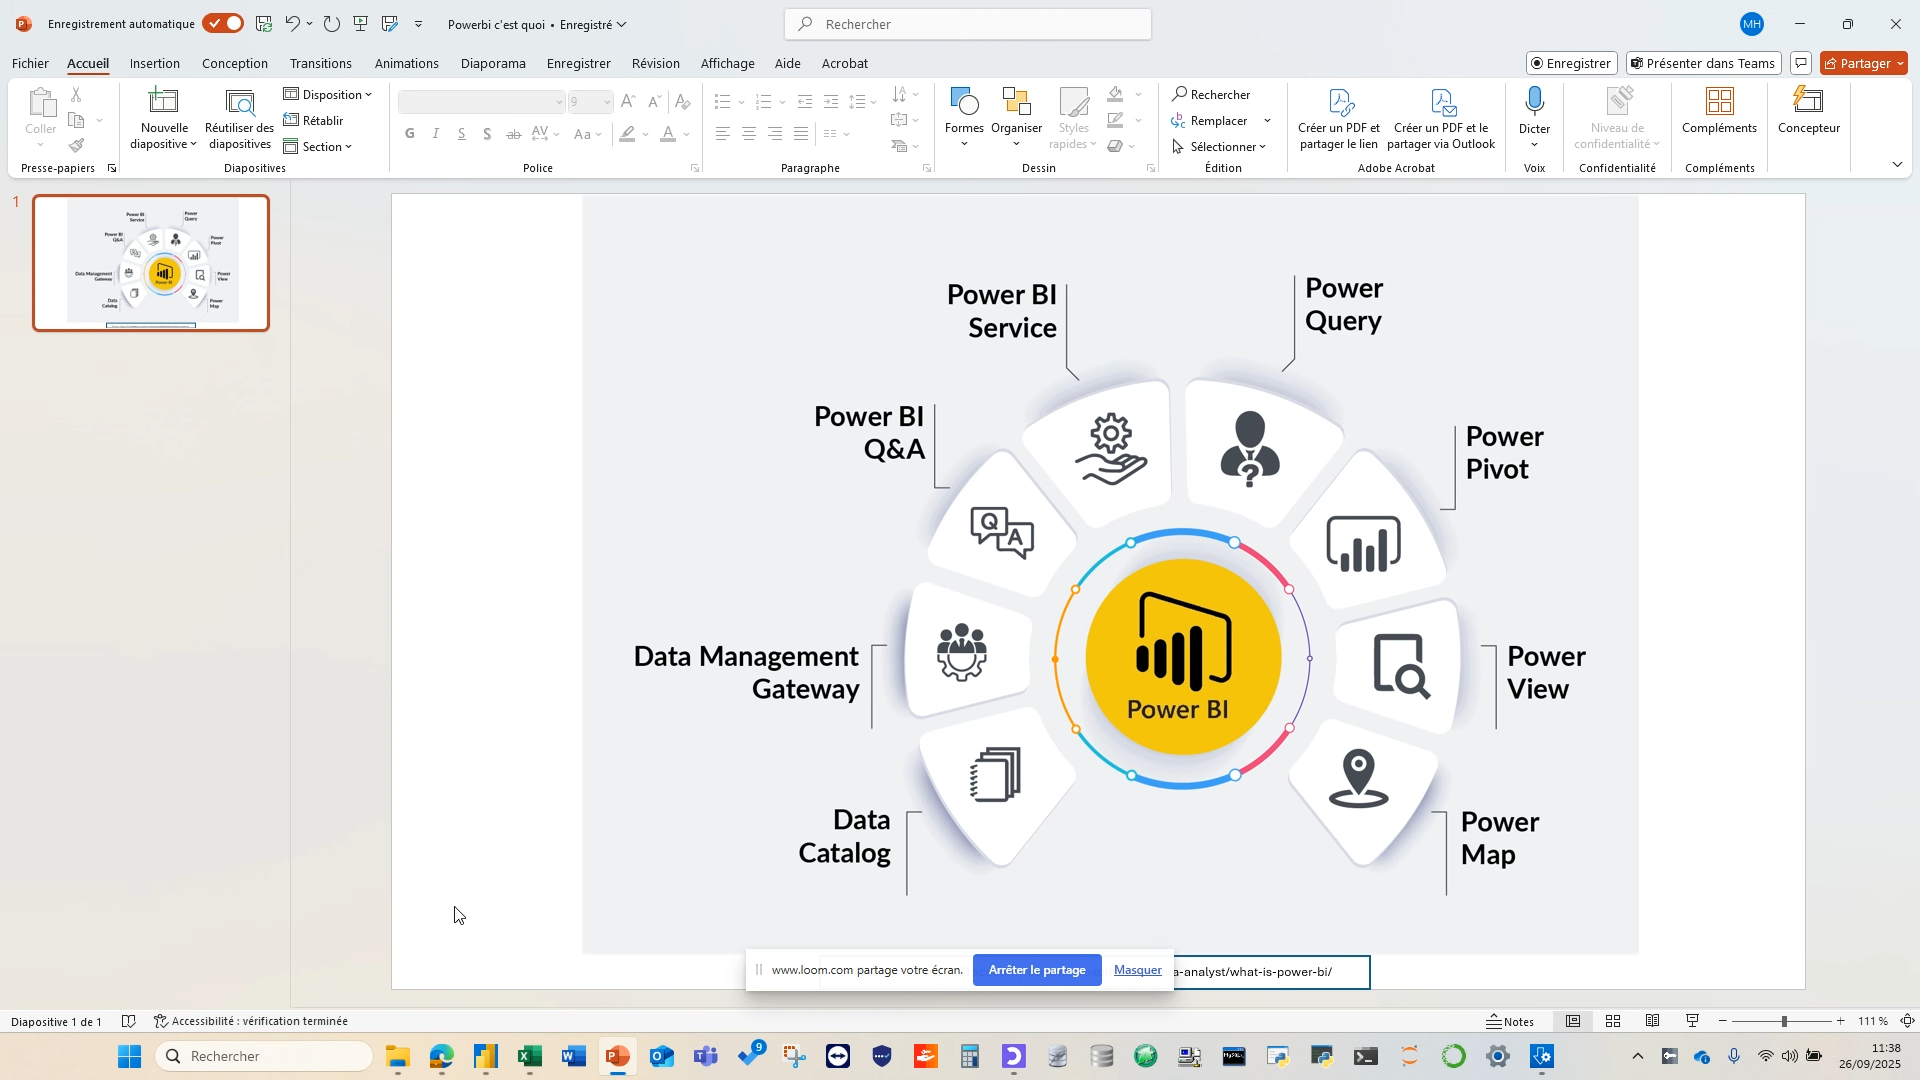 Enregistrement automatique
Powerbi c'est quoi • Enregistré
Rechercher
MH
Fichier Accueil Insertion Conception Transitions Animations Diaporama Enregistrer Révision Affichage Aide Acrobat
Enregistrer Présenter dans Teams Partager
Coller
Nouvelle
diapositive
Réutiliser des
diapositives
Disposition
Rétablir
Section
9
G I S S ab AV Aa A
Formes
Organiser
Styles
rapides
Rechercher
Remplacer
Sélectionner
Créer un PDF et
partager le lien
Créer un PDF et le
partager via Outlook
Dicter
Niveau de
confidentialité
Compléments
Concepteur
Presse-papiers Diapositives Police Paragraphe Dessin Édition Adobe Acrobat Voix Confidentialité Compléments
1
Power BI
Service
Power
Query
Power BI
Q&A
Power
Pivot
Q
A
?
Data Management
Gateway
Power
View
Power BI
Data
Catalog
Power
Map
www.loom.com partage votre écran.
Arrêter le partage
Masquer
a-analyst/what-is-power-bi/
Diapositive 1 de 1
Accessibilité : vérification terminée
Notes
111 %
Rechercher
9
11:38
26/09/2025